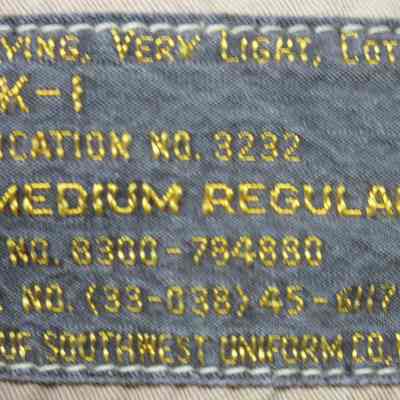 VING, VERY LIGHT, COT
K-1
ICATION NO. 3232
MEDIUM REGULA
NO. 8300-784880
NO. (33-038) 45-
OF SOUTHWEST UNIFORM CO.